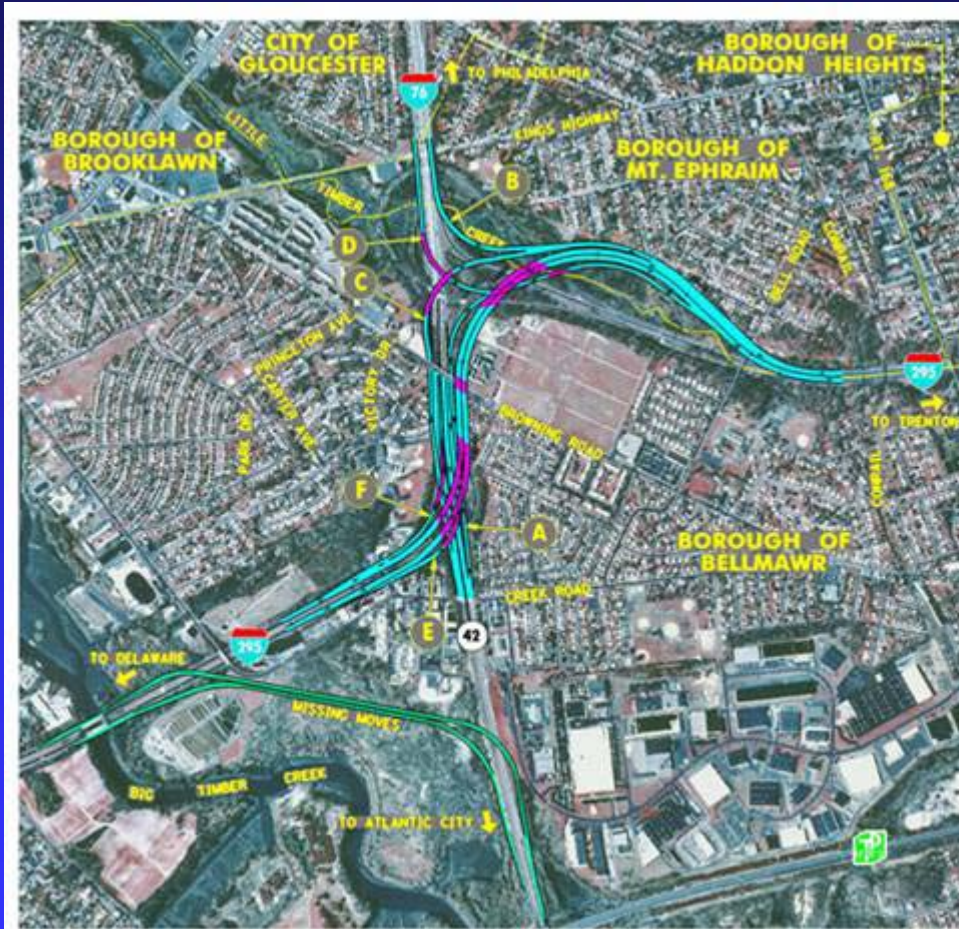 CITY OF
GLOUCESTER
BOROUGH OF
HADDON HEIGHTS
76
TO PHILADELPHIA
KINGS HIGHWAY
LITTLE
TIMBER
CREEK
BOROUGH OF
BROOKLAWN
BOROUGH OF
MT. EPHRAIM
B
D
C
RT. 168
BELL ROAD
CONRAIL
295
TO TRENTON
PRINCETON AVE.
CARTER AVE.
VICTORY DR
PARK DR
BROWNING ROAD
CONRAIL
F
A
BOROUGH OF
BELLMAWR
CREEK ROAD
E
42
295
TO DELAWARE
MISSING MOVES
BIG TIMBER CREEK
TO ATLANTIC CITY